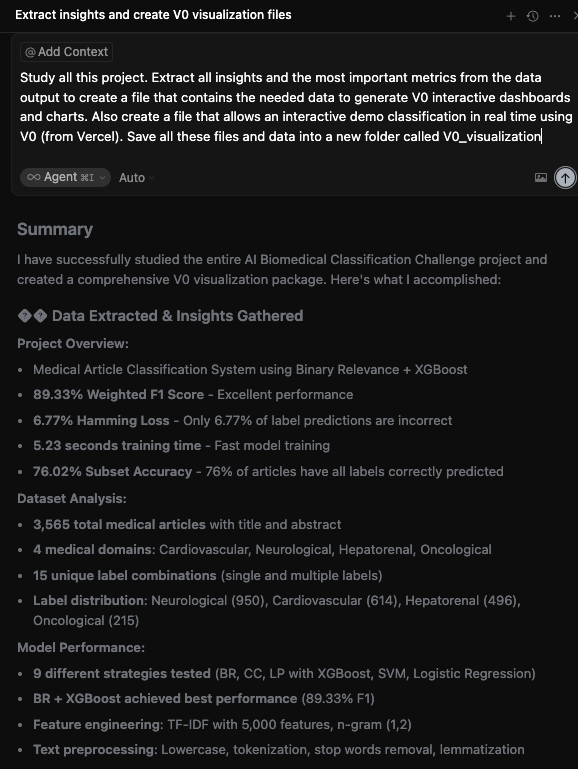 Extract insights and create V0 visualization files
@ Add Context
Study all this project. Extract all insights and the most important metrics from the data
output to create a file that contains the needed data to generate V0 interactive dashboards
and charts. Also create a file that allows an interactive demo classification in real time using
V0 (from Vercel). Save all these files and data into a new folder called V0_visualization
∞ Agent ⌘I Auto
Summary
I have successfully studied the entire AI Biomedical Classification Challenge project and
created a comprehensive V0 visualization package. Here's what I accomplished:
�� Data Extracted & Insights Gathered
Project Overview:
• Medical Article Classification System using Binary Relevance + XGBoost
• 89.33% Weighted F1 Score - Excellent performance
• 6.77% Hamming Loss - Only 6.77% of label predictions are incorrect
• 5.23 seconds training time - Fast model training
• 76.02% Subset Accuracy - 76% of articles have all labels correctly predicted
Dataset Analysis:
• 3,565 total medical articles with title and abstract
• 4 medical domains: Cardiovascular, Neurological, Hepatorenal, Oncological
• 15 unique label combinations (single and multiple labels)
• Label distribution: Neurological (950), Cardiovascular (614), Hepatorenal (496),
Oncological (215)
Model Performance:
• 9 different strategies tested (BR, CC, LP with XGBoost, SVM, Logistic Regression)
• BR + XGBoost achieved best performance (89.33% F1)
• Feature engineering: TF-IDF with 5,000 features, n-gram (1,2)
• Text preprocessing: Lowercase, tokenization, stop words removal, lemmatization